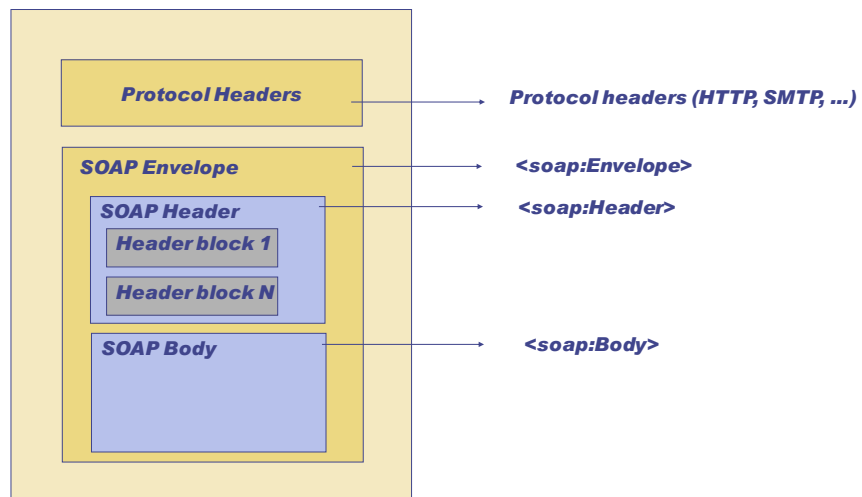 Protocol Headers
Protocol headers (HTTP, SMTP, ...)
SOAP Envelope
<soap:Envelope>
SOAP Header
<soap:Header>
Header block 1
Header block N
SOAP Body
<soap:Body>